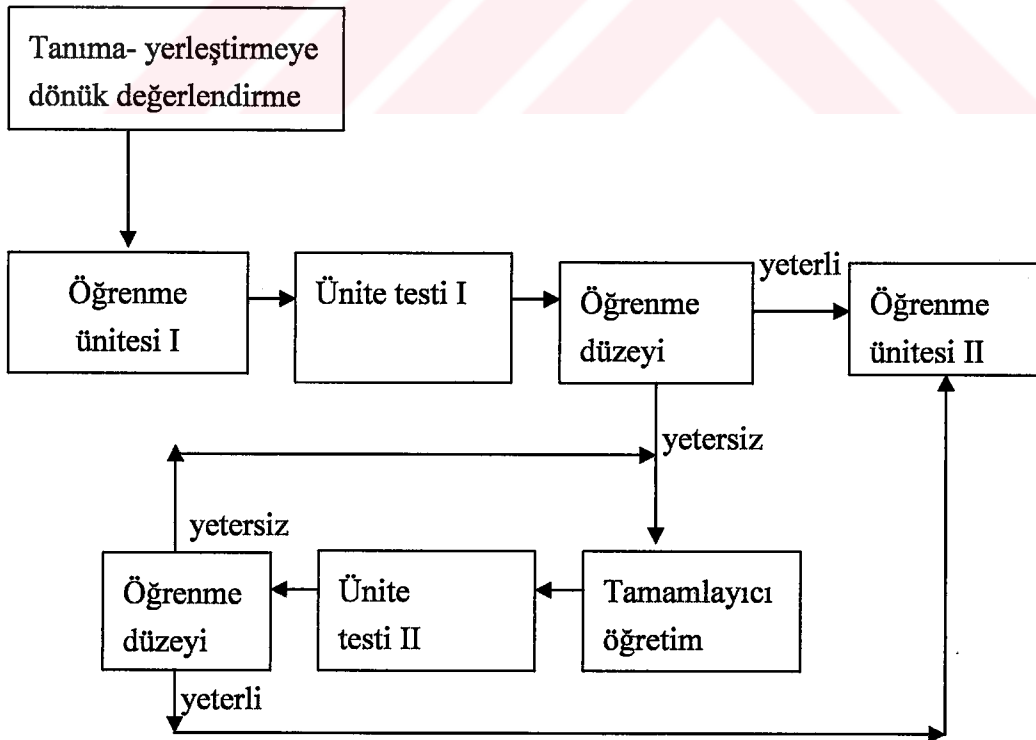 Tanıma- yerleştirmeye
dönük değerlendirme
Öğrenme
ünitesi I
Ünite testi I
Öğrenme
düzeyi
yeterli
Öğrenme
ünitesi II
yetersiz
yetersiz
Öğrenme
düzeyi
Ünite
testi II
Tamamlayıcı
öğretim
yeterli